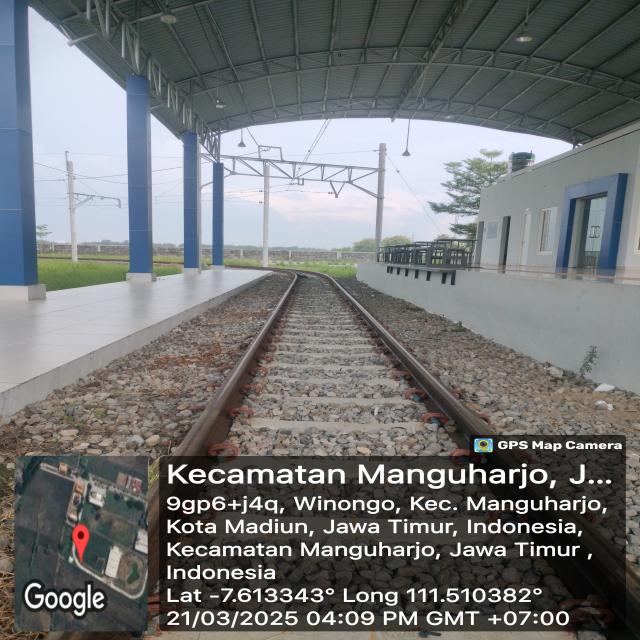 GPS Map Camera
Kecamatan Manguharjo, J...
9gp6+j4q, Winongo, Kec. Manguharjo,
Kota Madiun, Jawa Timur, Indonesia,
Kecamatan Manguharjo, Jawa Timur ,
Indonesia
Lat -7.613343° Long 111.510382°
21/03/2025 04:09 PM GMT +07:00
Google